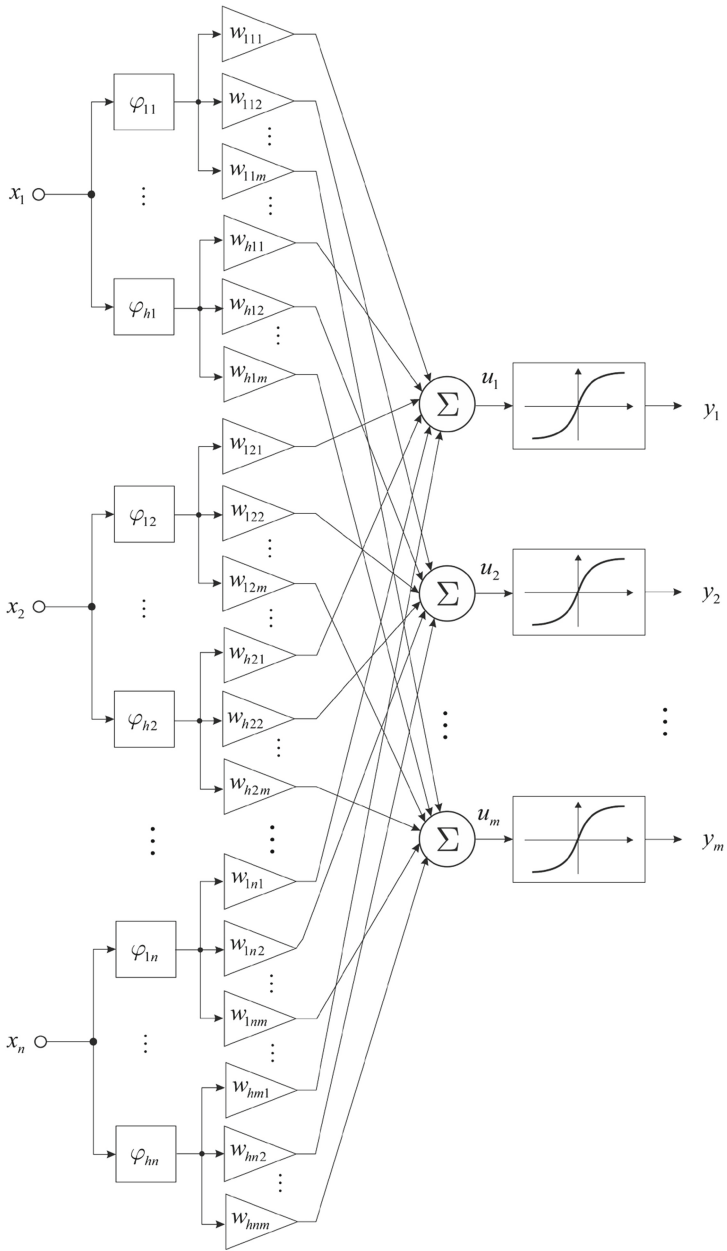 w111
φ11
w112
⋮
w11m
x1
⋮
⋮
wh11
φh1
wh12
⋮
wh1m
u1
Σ
y1
w121
φ12
w122
⋮
w12m
u2
Σ
y2
x2
⋮
⋮
wh21
φh2
wh22
⋮
wh2m
⋮
⋮
⋮
⋮
um
Σ
ym
w1n1
φ1n
w1n2
⋮
w1nm
xn
⋮
⋮
whm1
φhn
whn2
⋮
whnm